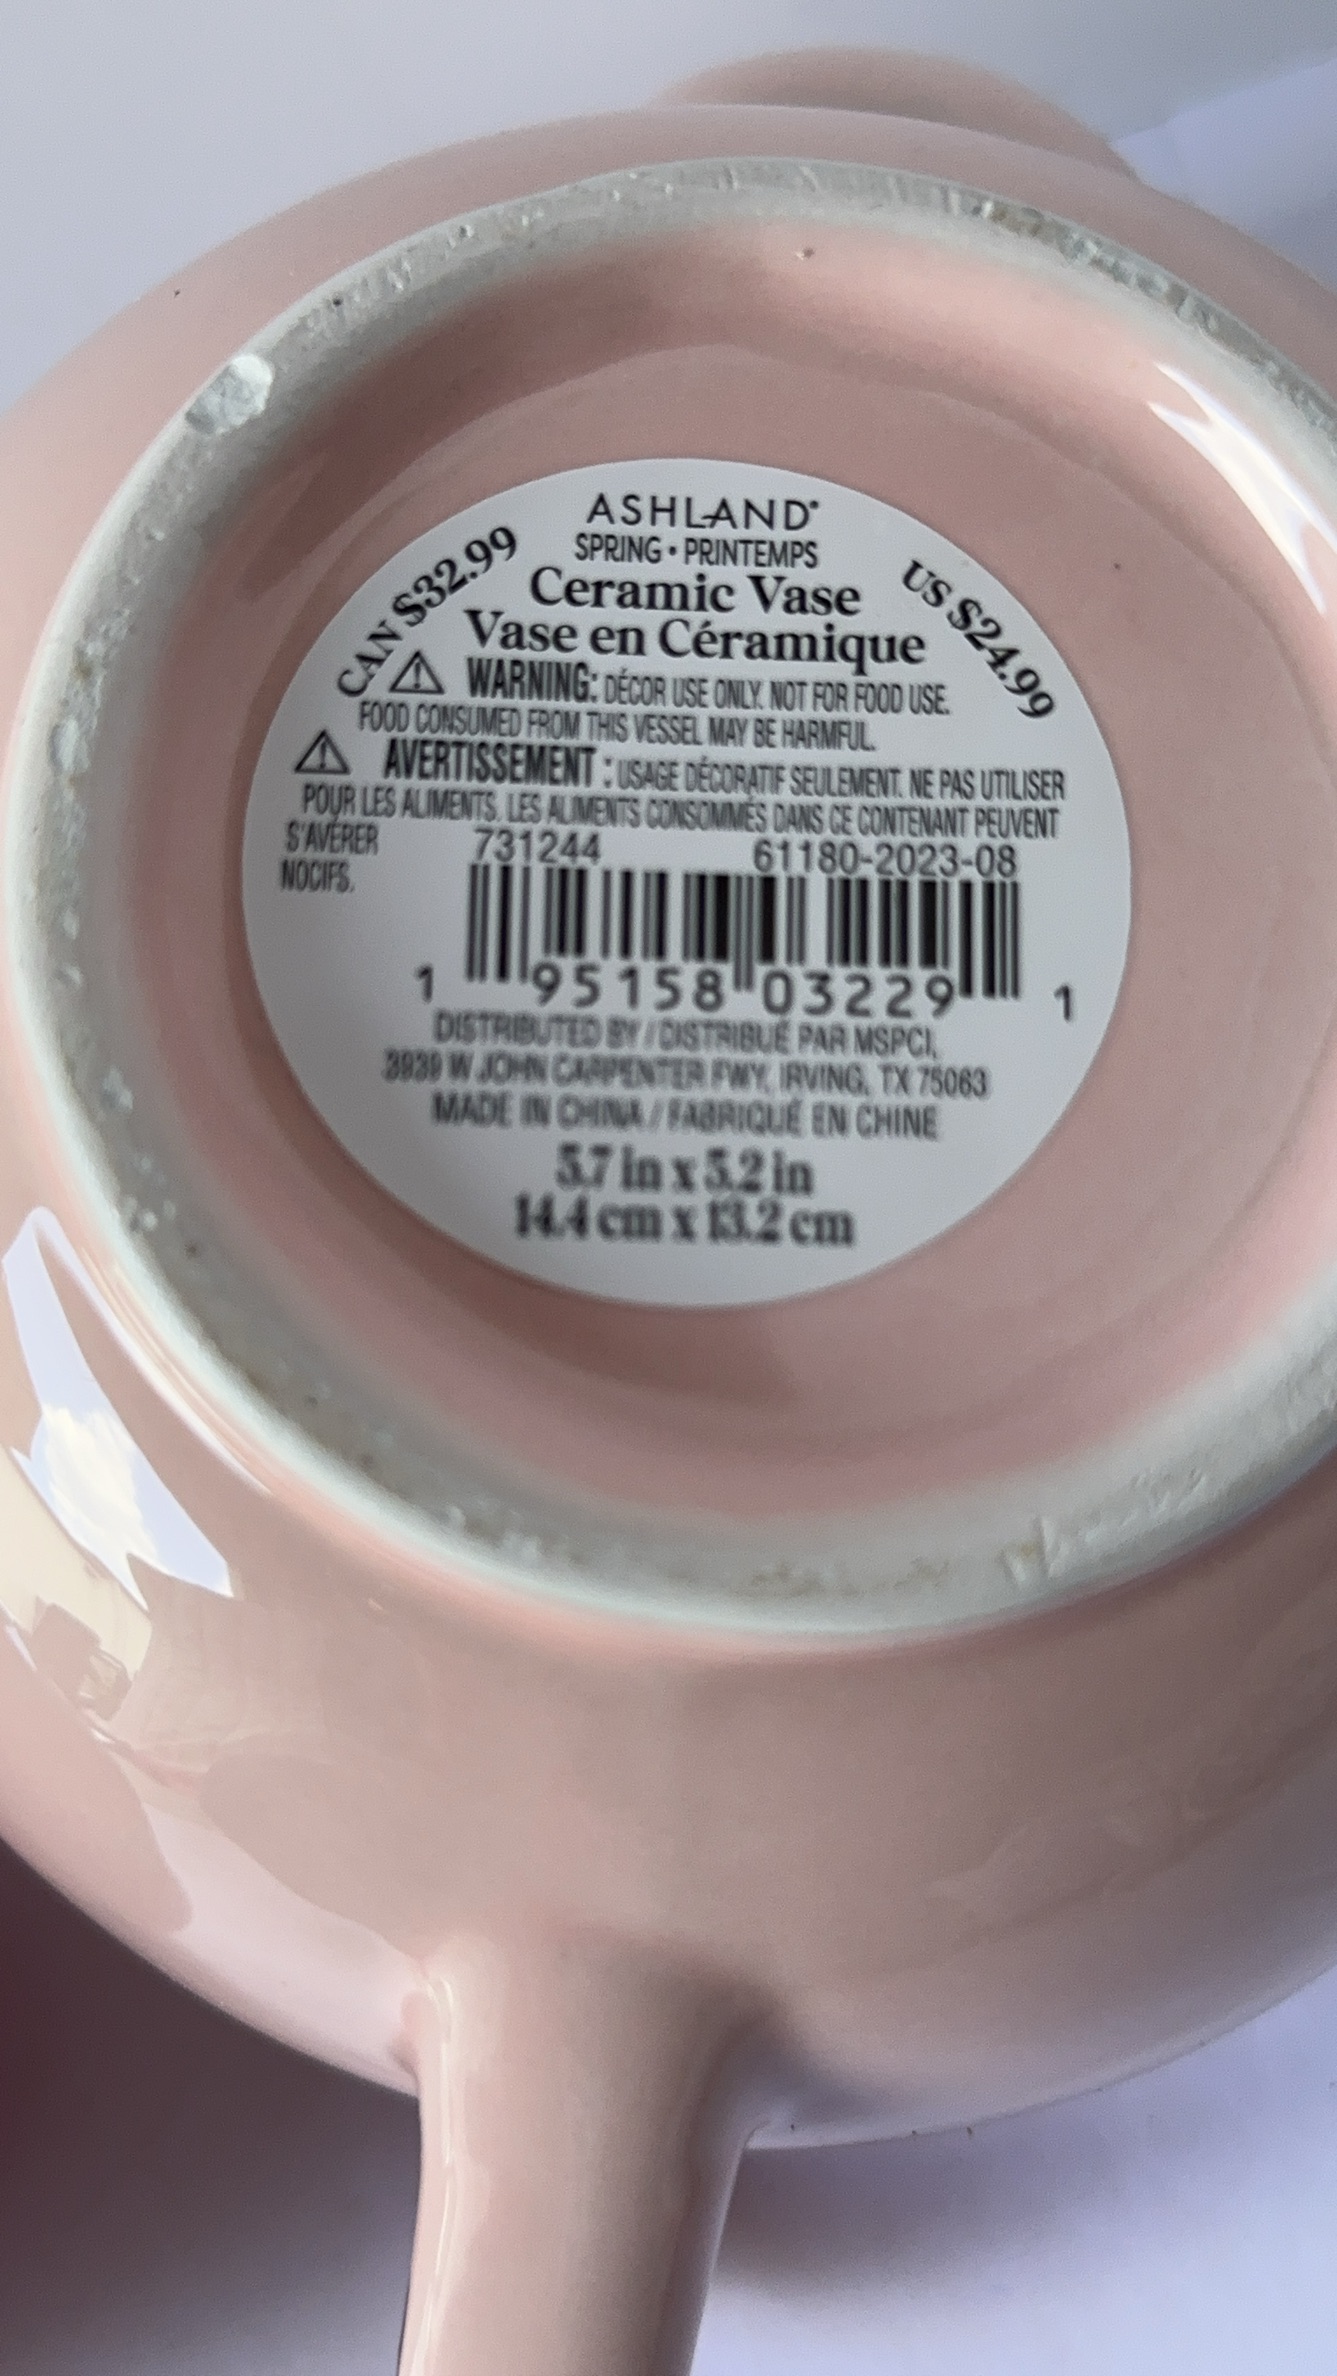 ASHLAND®
SPRING • PRINTEMPS
CAN $32.99
US $24.99
Ceramic Vase
Vase en Céramique
⚠ WARNING: DÉCOR USE ONLY. NOT FOR FOOD USE.
FOOD CONSUMED FROM THIS VESSEL MAY BE HARMFUL.
⚠ AVERTISSEMENT : USAGE DÉCORATIF SEULEMENT. NE PAS UTILISER
POUR LES ALIMENTS. LES ALIMENTS CONSOMMÉS DANS CE CONTENANT PEUVENT
S'AVÉRER
NOCIFS.
731244 61180-2023-08
1 95158 03229 1
DISTRIBUTED BY / DISTRIBUÉ PAR MSPCI,
3939 W JOHN CARPENTER FWY, IRVING, TX 75063
MADE IN CHINA / FABRIQUÉ EN CHINE
5.7 in x 5.2 in
14.4 cm x 13.2 cm